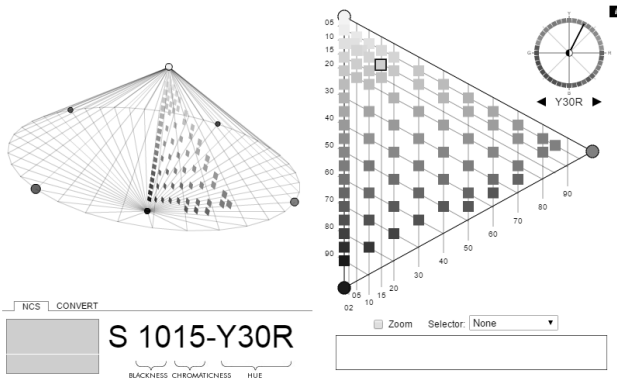 NCS CONVERT
S 1015-Y30R
BLACKNESS CHROMATICNESS HUE
05
10
15
20
30
40
50
60
70
80
90
02
05
10
15
20
30
40
50
60
70
80
90
Y
G
R
B
Y30R
Zoom Selector: None